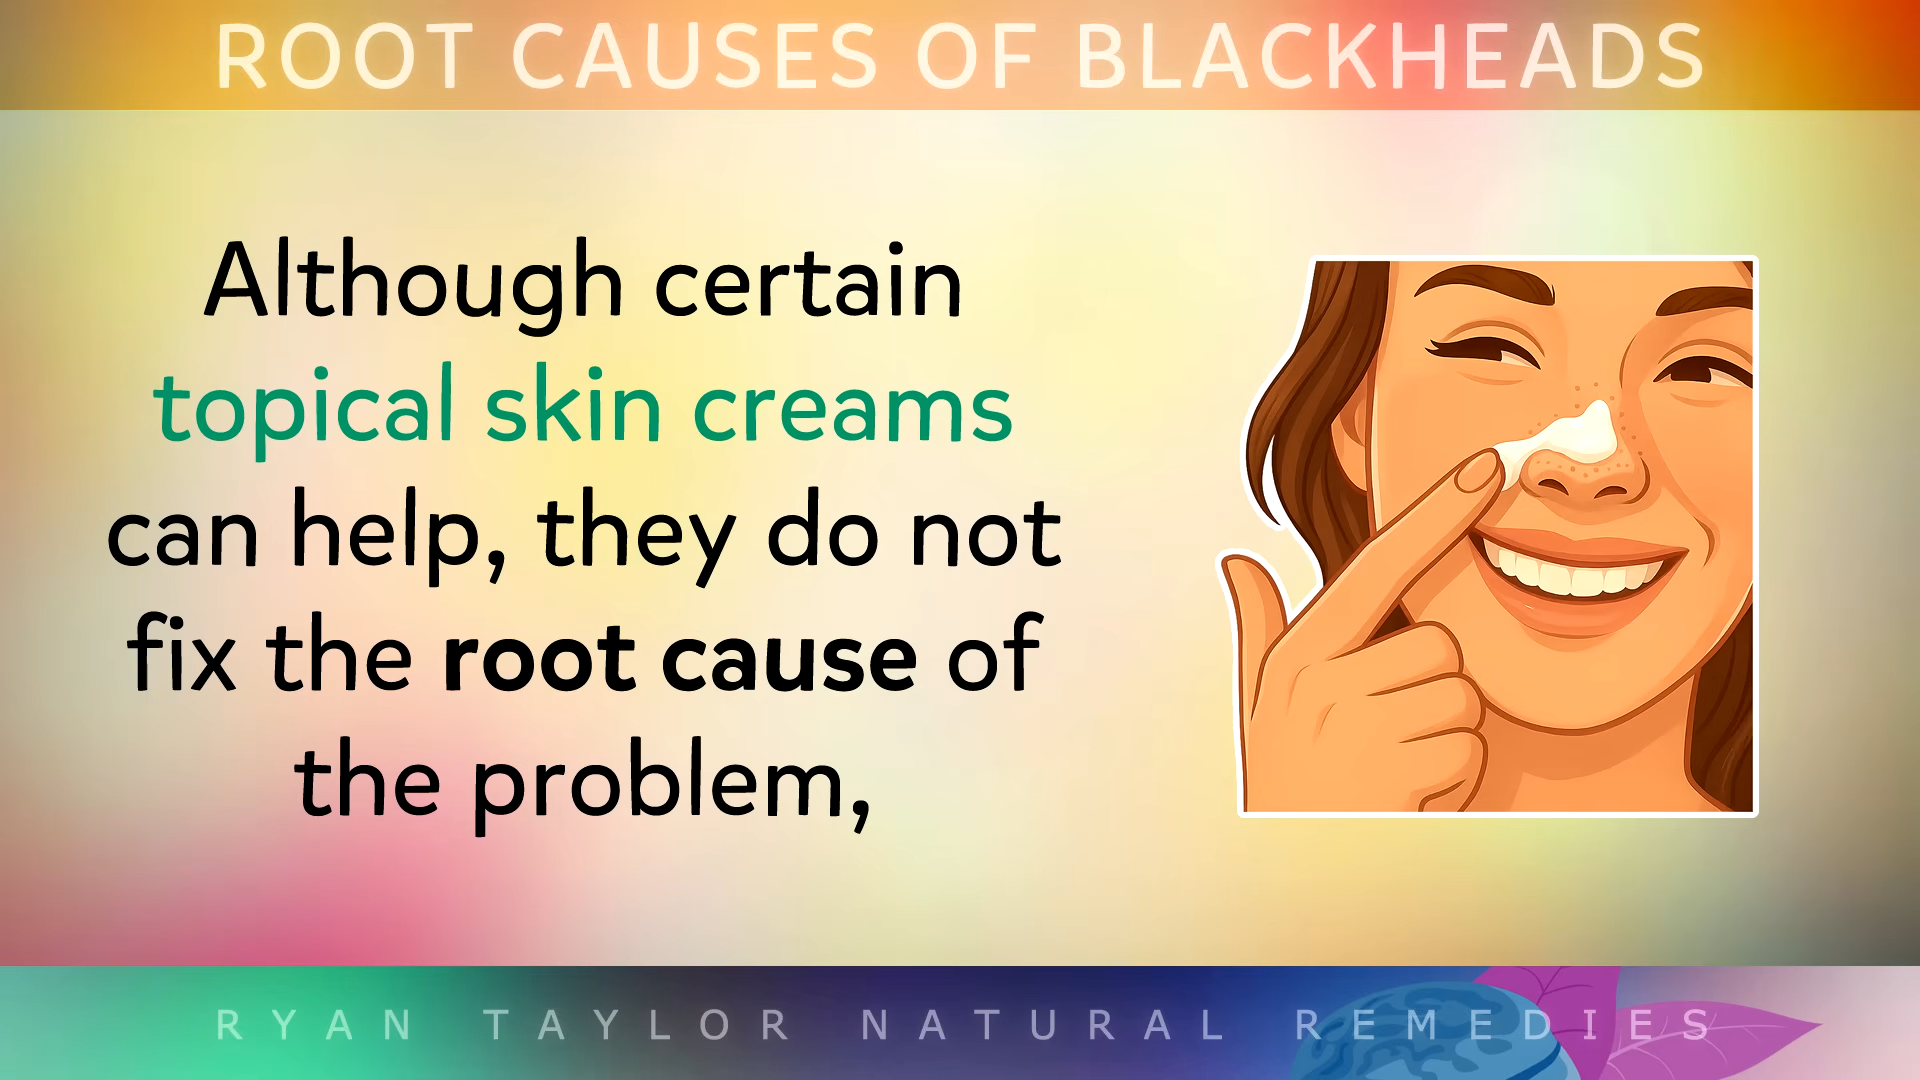 ROOT CAUSES OF BLACKHEADS
Although certain
topical skin creams
can help, they do not
fix the root cause of
the problem,
RYAN TAYLOR NATURAL REMEDIES